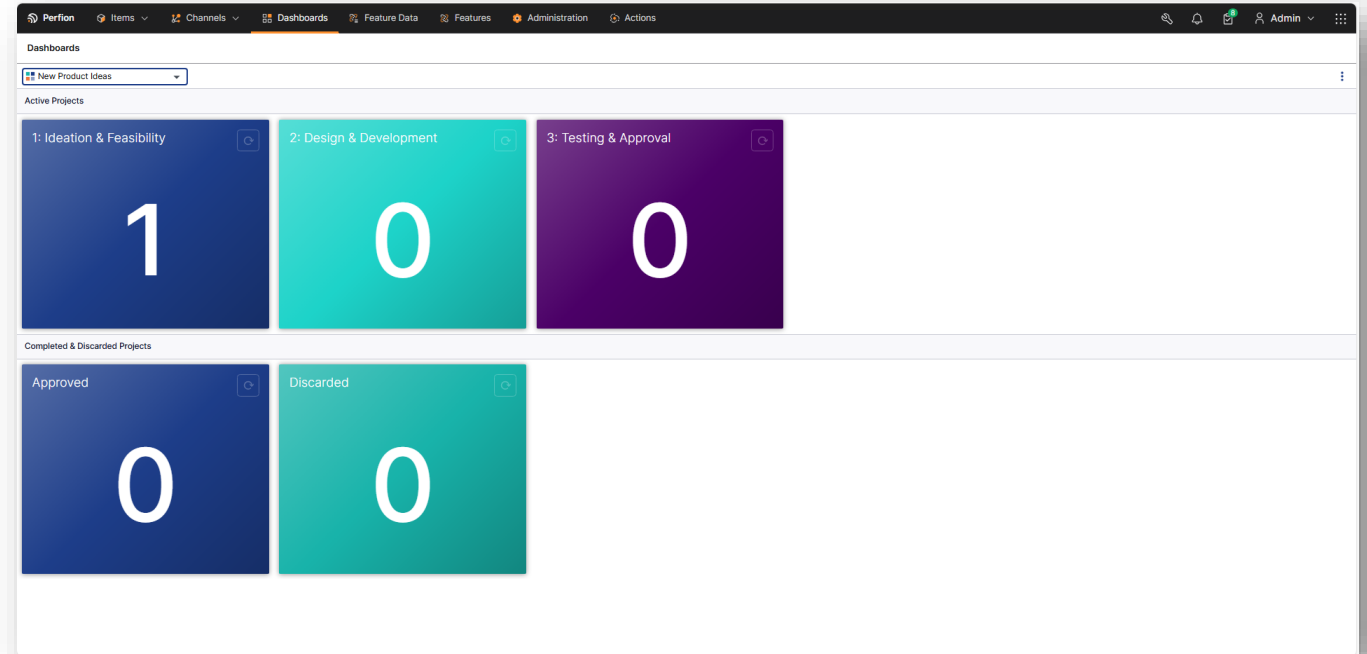 Perfion Items Channels Dashboards Feature Data Features Administration Actions 8 Admin
Dashboards
New Product Ideas
Active Projects
1: Ideation & Feasibility 2: Design & Development 3: Testing & Approval
1 0 0
Completed & Discarded Projects
Approved Discarded
0 0